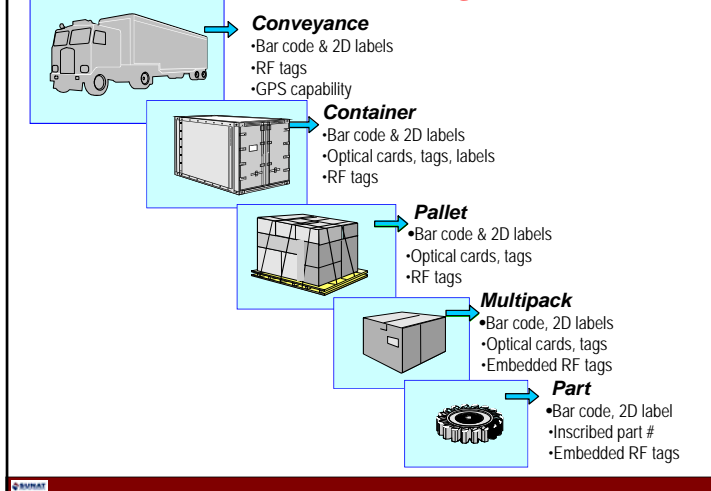 Conveyance
•Bar code & 2D labels
•RF tags
•GPS capability
Container
•Bar code & 2D labels
•Optical cards, tags, labels
•RF tags
Pallet
•Bar code & 2D labels
•Optical cards, tags
•RF tags
Multipack
•Bar code, 2D labels
•Optical cards, tags
•Embedded RF tags
Part
•Bar code, 2D label
•Inscribed part #
•Embedded RF tags
SUNAT